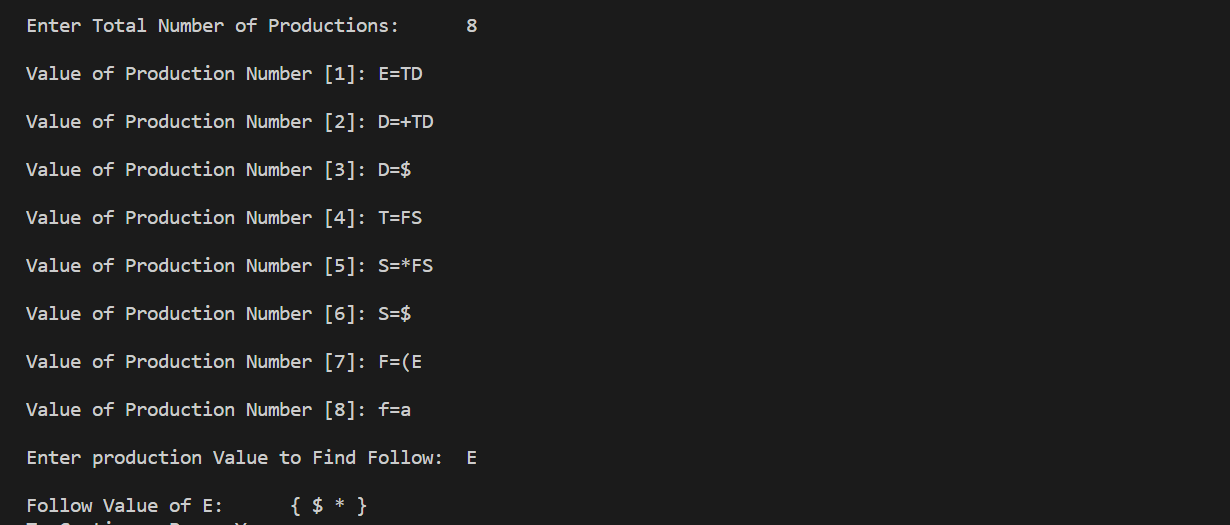 Enter Total Number of Productions: 8
Value of Production Number [1]: E=TD
Value of Production Number [2]: D=+TD
Value of Production Number [3]: D=$
Value of Production Number [4]: T=FS
Value of Production Number [5]: S=*FS
Value of Production Number [6]: S=$
Value of Production Number [7]: F=(E
Value of Production Number [8]: f=a
Enter production Value to Find Follow: E
Follow Value of E: { $ * }